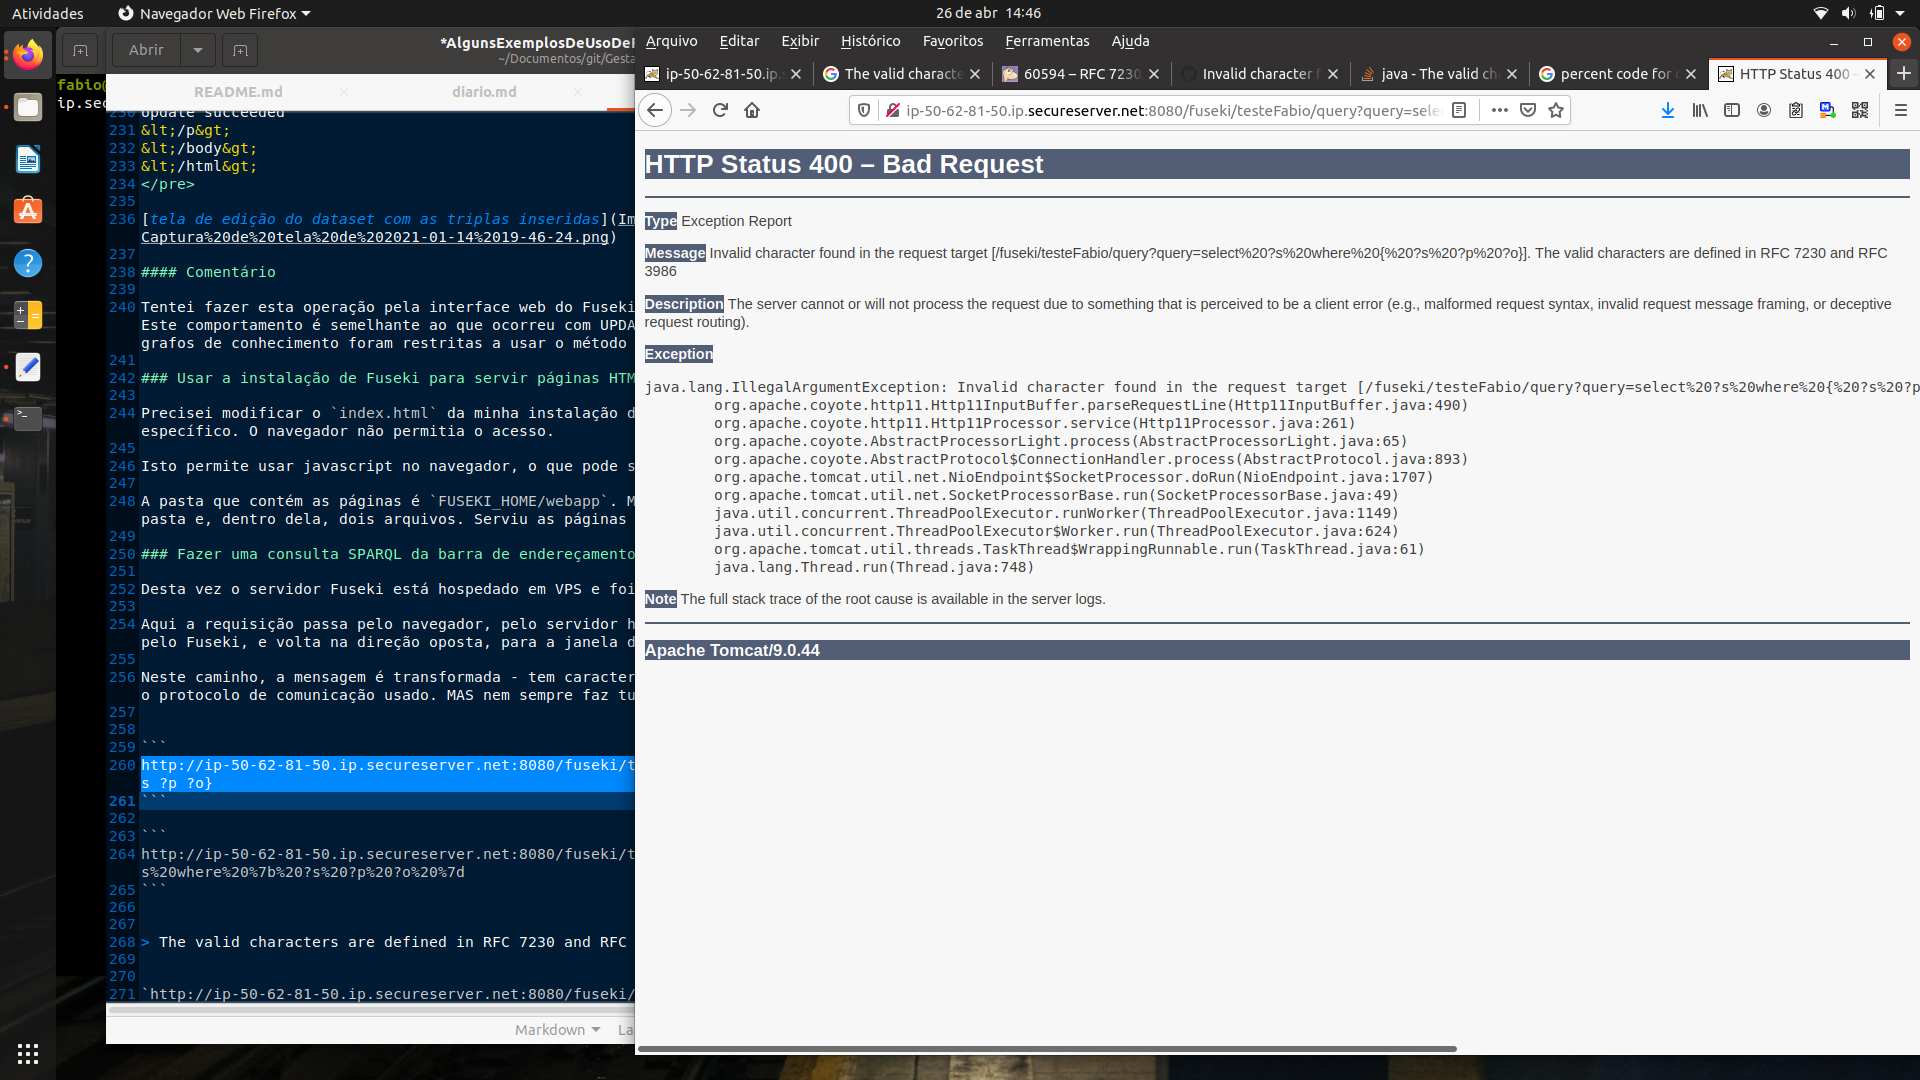 Atividades
Navegador Web Firefox
26 de abr 14:46
Abrir
*AlgunsExemplosDeUsoDeF
~/Documentos/git/Gesta
README.md
diario.md
fabio@
ip.sec
230 Update succeeded
231 &lt;/p&gt;
232 &lt;/body&gt;
233 &lt;/html&gt;
234 </pre>
235
236 [tela de edição do dataset com as triplas inseridas](Im
Captura%20de%20tela%20de%202021-01-14%2019-46-24.png)
237
238 #### Comentário
239
240 Tentei fazer esta operação pela interface web do Fuseki
Este comportamento é semelhante ao que ocorreu com UPDA
grafos de conhecimento foram restritas a usar o método
241
242 ### Usar a instalação de Fuseki para servir páginas HTM
243
244 Precisei modificar o `index.html` da minha instalação d
específico. O navegador não permitia o acesso.
245
246 Isto permite usar javascript no navegador, o que pode s
247
248 A pasta que contém as páginas é `FUSEKI_HOME/webapp`. M
pasta e, dentro dela, dois arquivos. Serviu as páginas
249
250 ### Fazer uma consulta SPARQL da barra de endereçamento
251
252 Desta vez o servidor Fuseki está hospedado em VPS e foi
253
254 Aqui a requisição passa pelo navegador, pelo servidor h
pelo Fuseki, e volta na direção oposta, para a janela d
255
256 Neste caminho, a mensagem é transformada - tem caracter
o protocolo de comunicação usado. MAS nem sempre faz tu
257
258
259 ```
260 http://ip-50-62-81-50.ip.secureserver.net:8080/fuseki/t
s ?p ?o}
261 ```
262
263 ```
264 http://ip-50-62-81-50.ip.secureserver.net:8080/fuseki/t
s%20where%20%7b%20?s%20?p%20?o%20%7d
265 ```
266
267
268 > The valid characters are defined in RFC 7230 and RFC
269
270
271 `http://ip-50-62-81-50.ip.secureserver.net:8080/fuseki/
Markdown
La
Arquivo Editar Exibir Histórico Favoritos Ferramentas Ajuda
ip-50-62-81-50.ip.s
The valid characte
60594 – RFC 7230
Invalid character f
java - The valid cha
percent code for
HTTP Status 400 –
ip-50-62-81-50.ip.secureserver.net:8080/fuseki/testeFabio/query?query=sele
HTTP Status 400 – Bad Request
Type Exception Report
Message Invalid character found in the request target [/fuseki/testeFabio/query?query=select%20?s%20where%20{%20?s%20?p%20?o}]. The valid characters are defined in RFC 7230 and RFC
3986
Description The server cannot or will not process the request due to something that is perceived to be a client error (e.g., malformed request syntax, invalid request message framing, or deceptive
request routing).
Exception
java.lang.IllegalArgumentException: Invalid character found in the request target [/fuseki/testeFabio/query?query=select%20?s%20where%20{%20?s%20?p
org.apache.coyote.http11.Http11InputBuffer.parseRequestLine(Http11InputBuffer.java:490)
org.apache.coyote.http11.Http11Processor.service(Http11Processor.java:261)
org.apache.coyote.AbstractProcessorLight.process(AbstractProcessorLight.java:65)
org.apache.coyote.AbstractProtocol$ConnectionHandler.process(AbstractProtocol.java:893)
org.apache.tomcat.util.net.NioEndpoint$SocketProcessor.doRun(NioEndpoint.java:1707)
org.apache.tomcat.util.net.SocketProcessorBase.run(SocketProcessorBase.java:49)
java.util.concurrent.ThreadPoolExecutor.runWorker(ThreadPoolExecutor.java:1149)
java.util.concurrent.ThreadPoolExecutor$Worker.run(ThreadPoolExecutor.java:624)
org.apache.tomcat.util.threads.TaskThread$WrappingRunnable.run(TaskThread.java:61)
java.lang.Thread.run(Thread.java:748)
Note The full stack trace of the root cause is available in the server logs.
Apache Tomcat/9.0.44